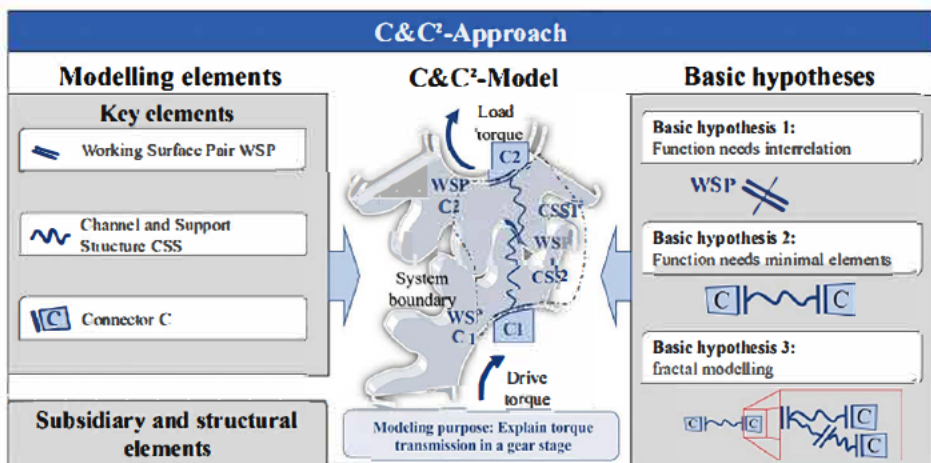 C&C²-Approach
Modelling elements
Key elements
Working Surface Pair WSP
Channel and Support
Structure CSS
C
Connector C
Subsidiary and structural
elements
C&C²-Model
Load
torque
C2
WSP
C2
CSS1
WSP
CSS2
System
boundary
WSP
C1
C1
Drive
torque
Modeling purpose: Explain torque
transmission in a gear stage
Basic hypotheses
Basic hypothesis 1:
Function needs interrelation
WSP
Basic hypothesis 2:
Function needs minimal elements
C
C
Basic hypothesis 3:
fractal modelling
C
C
C
C